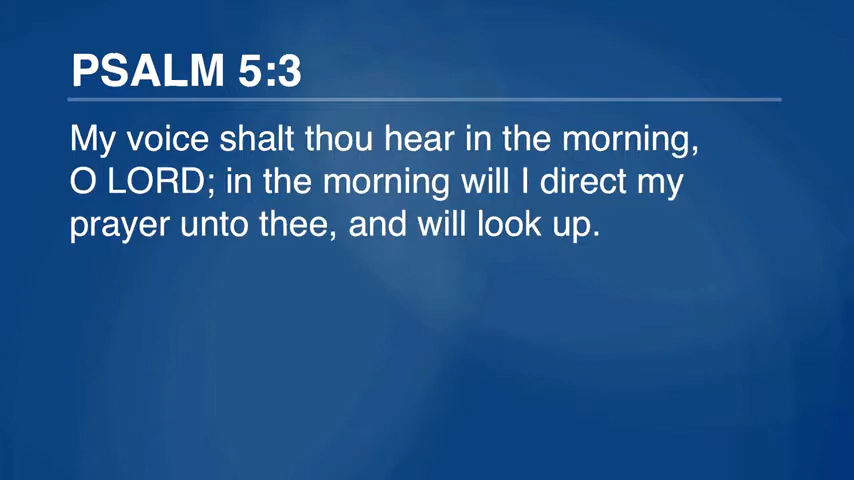 PSALM 5:3
My voice shalt thou hear in the morning,
O LORD; in the morning will I direct my
prayer unto thee, and will look up.